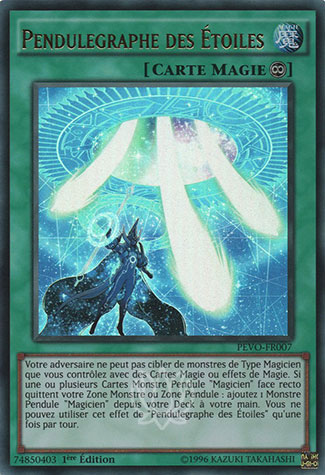 PENDULEGRAPHE DES ÉTOILES
[CARTE MAGIE]
PEVO-FR007
Votre adversaire ne peut pas cibler de monstres de Type Magicien
que vous contrôlez avec des Cartes Magie ou effets de Magie. Si
une ou plusieurs Cartes Monstre Pendule "Magicien" face recto
quittent votre Zone Monstre ou Zone Pendule : ajoutez 1 Monstre
Pendule "Magicien" depuis votre Deck à votre main. Vous ne
pouvez utiliser cet effet de "Pendulegraphe des Étoiles" qu'une
fois par tour.
74850403 1ère Édition
©1996 KAZUKI TAKAHASHI